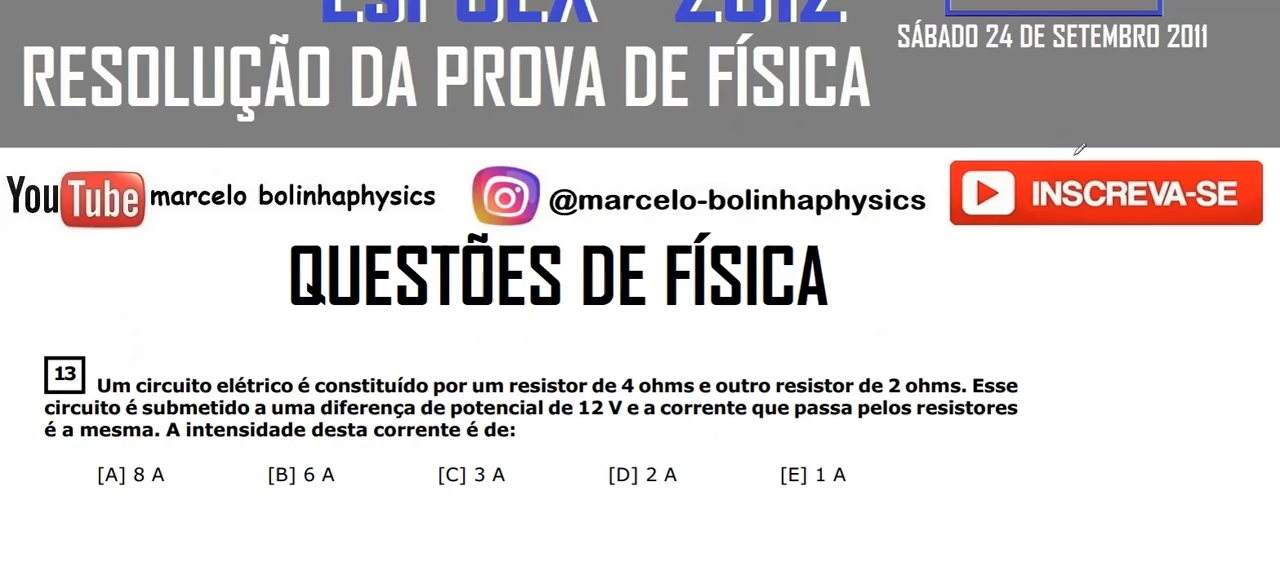 SÁBADO 24 DE SETEMBRO 2011
RESOLUÇÃO DA PROVA DE FÍSICA
YouTube marcelo bolinhaphysics
@marcelo-bolinhaphysics
INSCREVA-SE
QUESTÕES DE FÍSICA
13 Um circuito elétrico é constituído por um resistor de 4 ohms e outro resistor de 2 ohms. Esse
circuito é submetido a uma diferença de potencial de 12 V e a corrente que passa pelos resistores
é a mesma. A intensidade desta corrente é de:
[A] 8 A [B] 6 A [C] 3 A [D] 2 A [E] 1 A